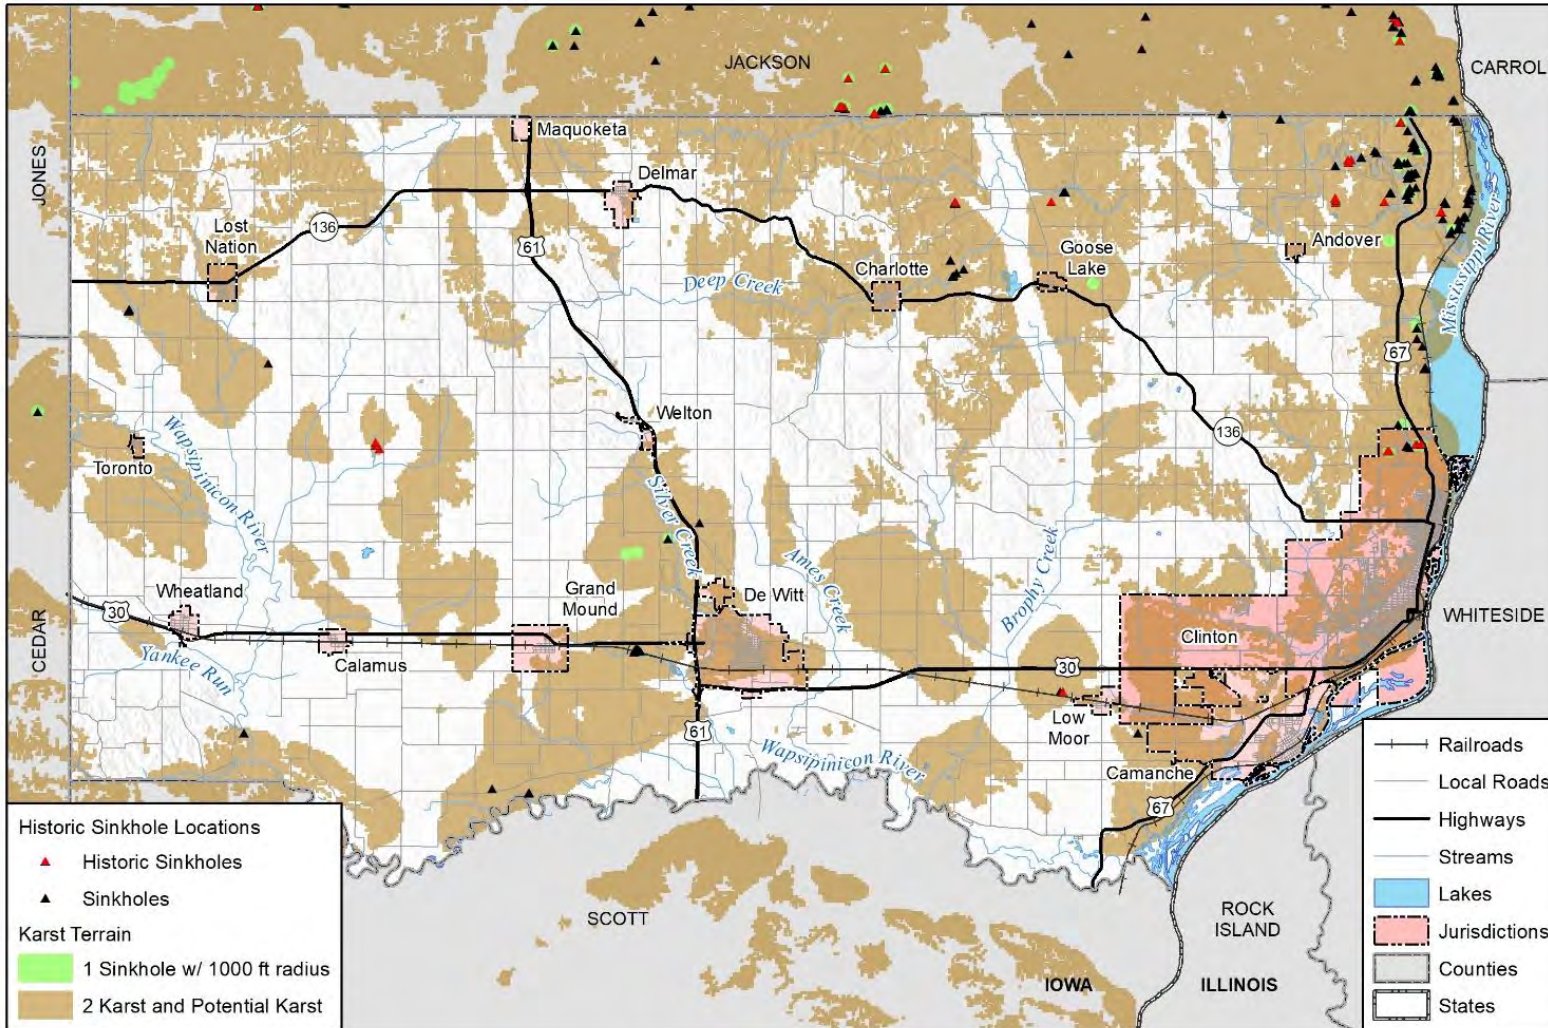 JACKSON
CARROL
Maquoketa
JONES
Delmar
Lost
Nation
136
61
Andover
Goose
Lake
Charlotte
Deep Creek
Mississippi River
67
Welton
136
Toronto
Wapsipinicon River
Silver Creek
Ames Creek
Brophy Creek
Wheatland
Grand
Mound
De Witt
30
CEDAR
WHITESIDE
Clinton
Calamus
Yankee Run
30
Low
Moor
61
Wapsipinicon River
Camanche
67
SCOTT
ROCK
ISLAND
IOWA
ILLINOIS
Historic Sinkhole Locations
Historic Sinkholes
Sinkholes
Karst Terrain
1 Sinkhole w/ 1000 ft radius
2 Karst and Potential Karst
Railroads
Local Roads
Highways
Streams
Lakes
Jurisdictions
Counties
States